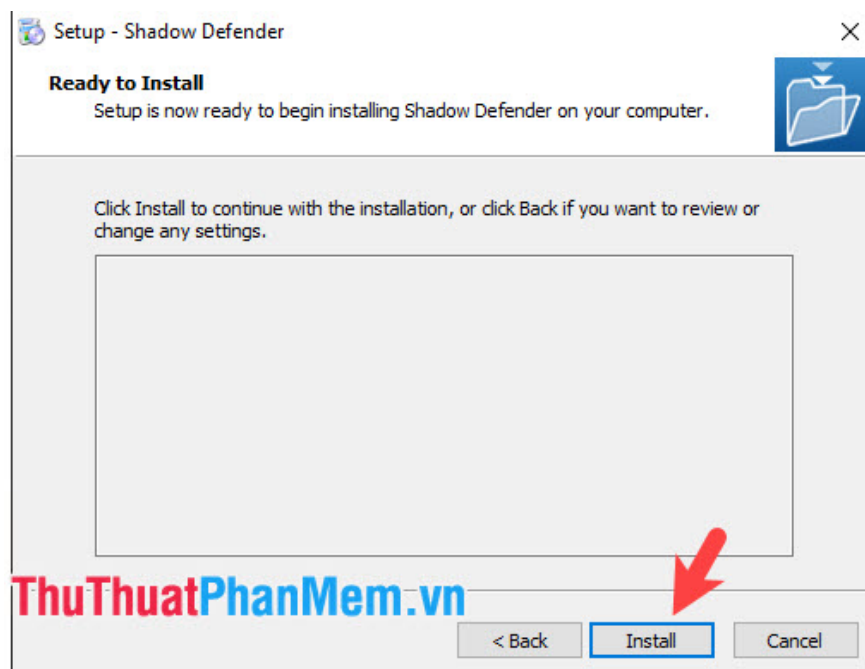 Setup - Shadow Defender
Ready to Install
Setup is now ready to begin installing Shadow Defender on your computer.
Click Install to continue with the installation, or click Back if you want to review or
change any settings.
ThuThuatPhanMem.vn
< Back
Install
Cancel